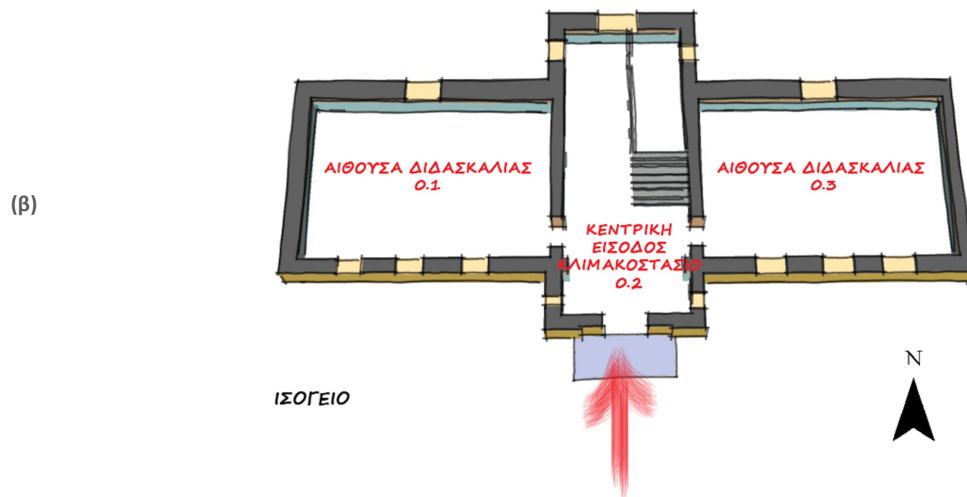 (β)
ΑΙΘΟΥΣΑ ΔΙΔΑΣΚΑΛΙΑΣ
0.1
ΑΙΘΟΥΣΑ ΔΙΔΑΣΚΑΛΙΑΣ
0.3
ΚΕΝΤΡΙΚΗ
ΕΙΣΟΔΟΣ
ΚΛΙΜΑΚΟΣΤΑΣΙΟ
0.2
ΙΣΟΓΕΙΟ
N